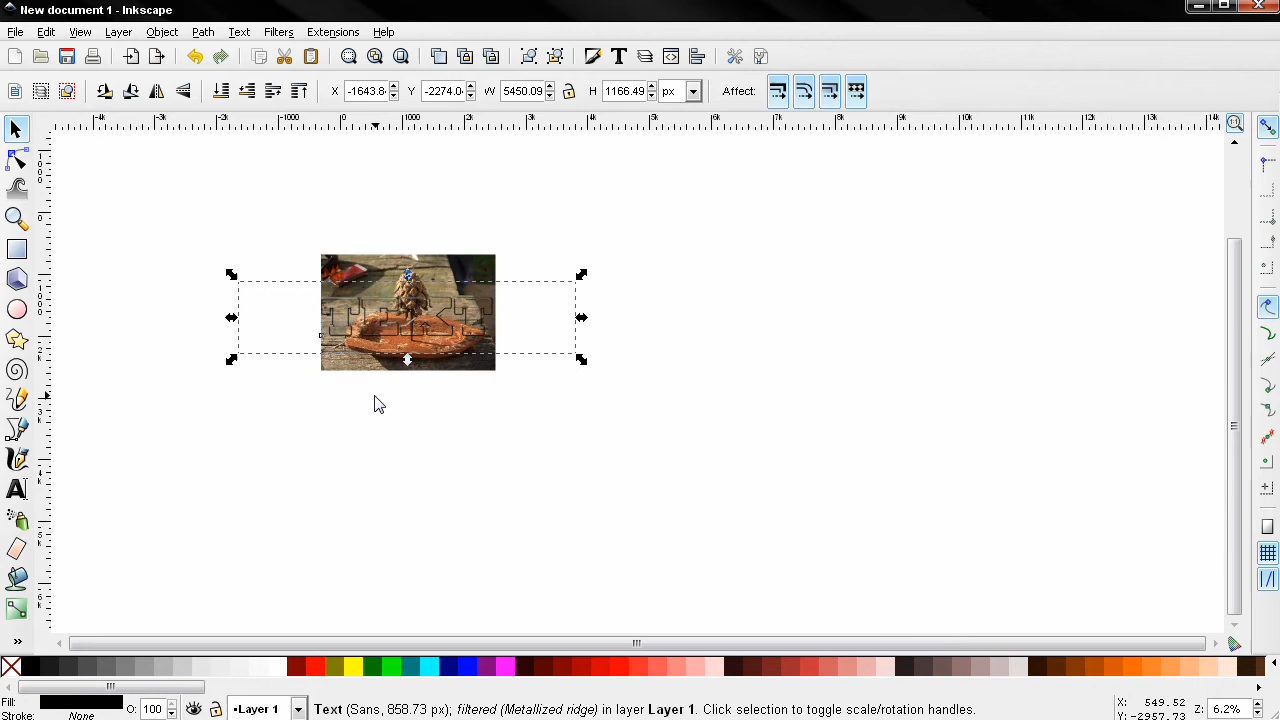 New document 1 - Inkscape
File Edit View Layer Object Path Text Filters Extensions Help
X -1643.8 Y -2274.0 W 5450.09 H 1166.49 px Affect:
Fill: O: 100 Layer 1 Text (Sans, 858.73 px); filtered (Metallized ridge) in layer Layer 1. Click selection to toggle scale/rotation handles. X: 549.52 Z: 6.2%
Stroke: None